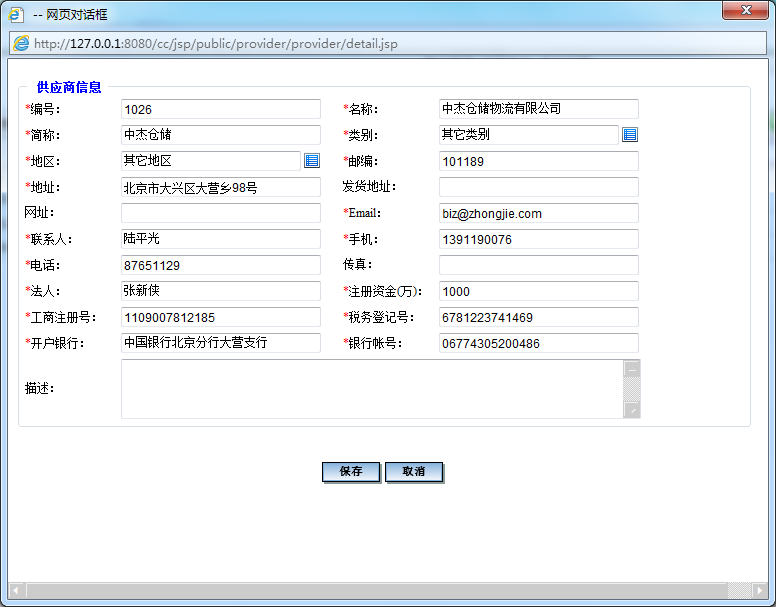 -- 网页对话框
http://127.0.0.1:8080/cc/jsp/public/provider/provider/detail.jsp
供应商信息
*编号： 1026 *名称： 中杰仓储物流有限公司
*简称： 中杰仓储 *类别： 其它类别
*地区： 其它地区 *邮编： 101189
*地址： 北京市大兴区大营乡98号 发货地址：
网址： *Email： biz@zhongjie.com
*联系人： 陆平光 *手机： 1391190076
*电话： 87651129 传真：
*法人： 张新侠 *注册资金(万)： 1000
*工商注册号： 1109007812185 *税务登记号： 6781223741469
*开户银行： 中国银行北京分行大营支行 *银行帐号： 06774305200486
描述：
保存 取消